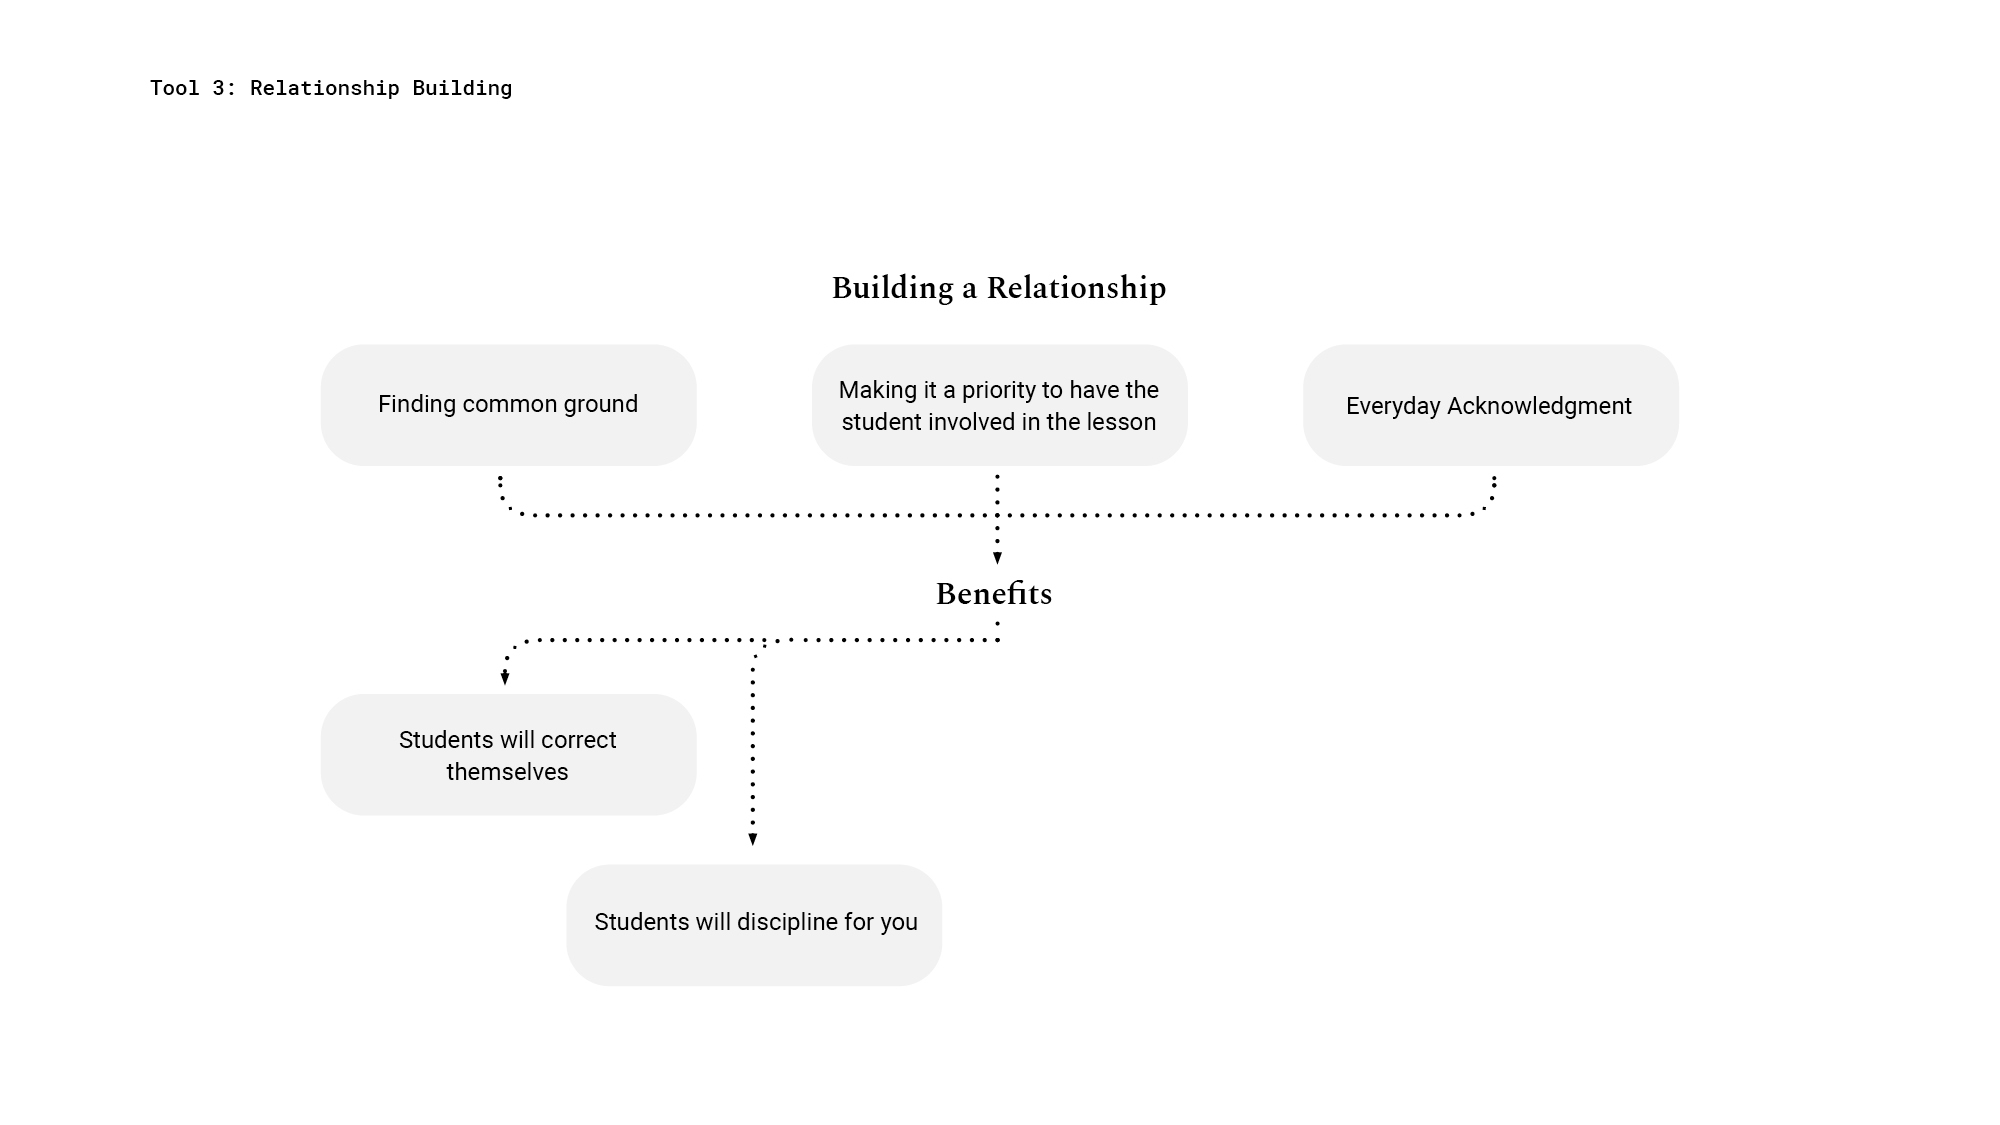 Tool 3: Relationship Building
Building a Relationship
Finding common ground
Making it a priority to have the
student involved in the lesson
Everyday Acknowledgment
Benefits
Students will correct
themselves
Students will discipline for you